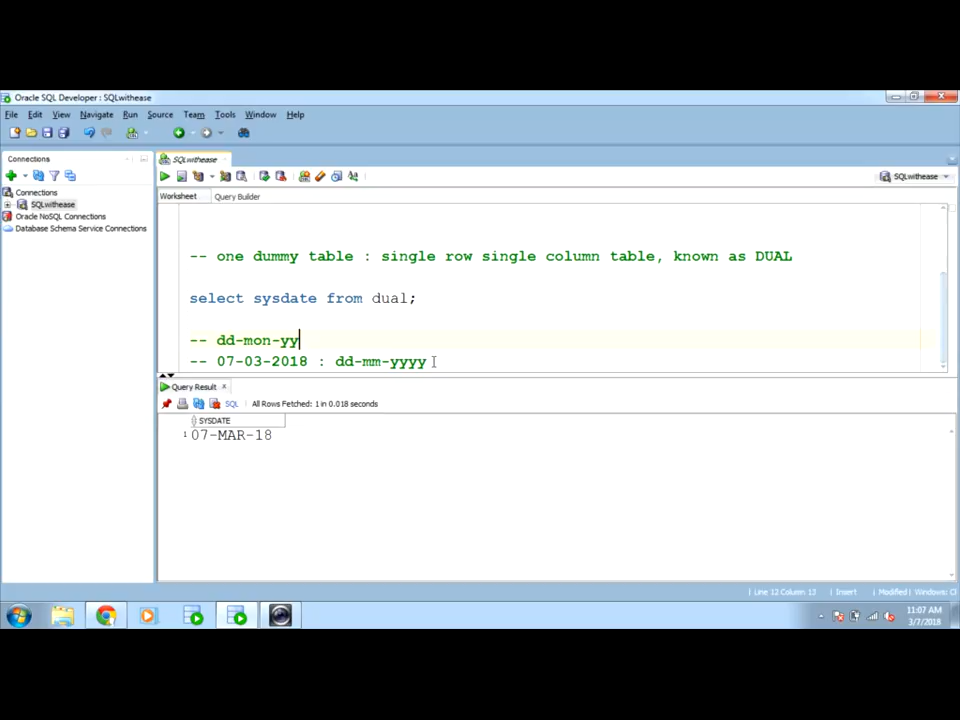 Oracle SQL Developer : SQLwithease
File Edit View Navigate Run Source Team Tools Window Help
Connections
SQLwithease
SQLwithease
Connections
SQLwithease
Oracle NoSQL Connections
Database Schema Service Connections
Worksheet Query Builder
-- one dummy table : single row single column table, known as DUAL
select sysdate from dual;
-- dd-mon-yy
-- 07-03-2018 : dd-mm-yyyy
Query Result x
SQL | All Rows Fetched: 1 in 0.018 seconds
SYSDATE
1 07-MAR-18
| Line 12 Column 13 | Insert | Modified | Windows: C
11:07 AM
3/7/2018